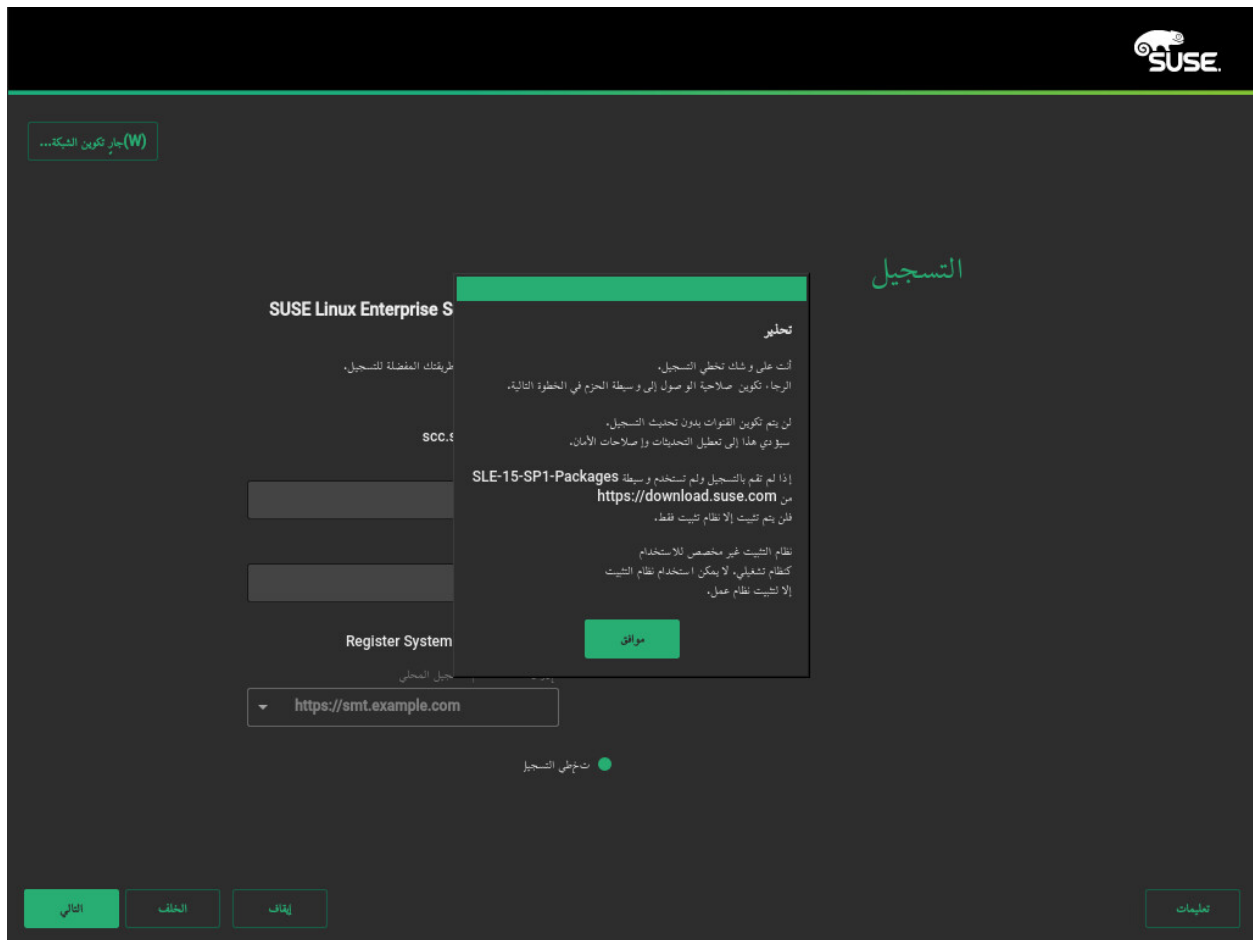 SUSE.
(W)جارٍ تكوين الشبكة...
التسجيل
SUSE Linux Enterprise S
طريقتك المفضلة للتسجيل.
scc.s
تحذير
أنت على وشك تخطي التسجيل.
الرجاء تكوين صلاحية الوصول إلى وسيطة الحزم في الخطوة التالية.
لن يتم تكوين القنوات بدون تحديث التسجيل.
سيؤدي هذا إلى تعطيل التحديثات وإصلاحات الأمان.
إذا لم تقم بالتسجيل ولم تستخدم وسيطة SLE-15-SP1-Packages
من https://download.suse.com
فلن يتم تثبيت إلا نظام تثبيت فقط.
نظام التثبيت غير مخصص للاستخدام
كنظام تشغيلي. لا يمكن استخدام نظام التثبيت
إلا لتثبيت نظام عمل.
موافق
Register System
جيل المحلي
https://smt.example.com
تخطي التسجيل
التالي
الخلف
إيقاف
تعليمات